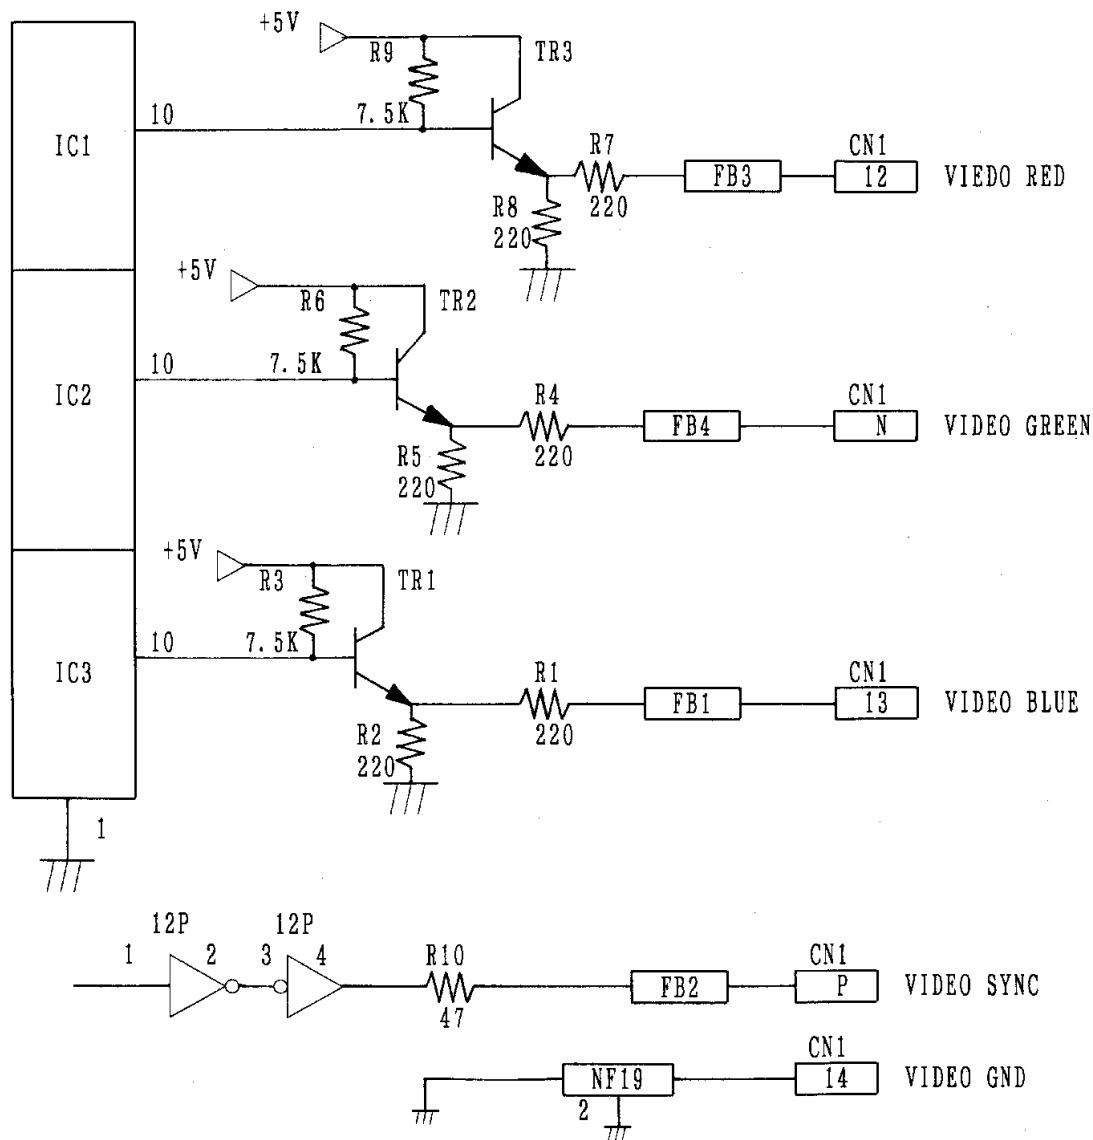 +5V
R9
TR3
10
7.5K
IC1
R7
FB3
CN1
12
VIEDO RED
220
R8
220
+5V
R6
TR2
10
7.5K
IC2
R4
FB4
CN1
N
VIDEO GREEN
220
R5
220
+5V
R3
TR1
10
7.5K
IC3
R1
FB1
CN1
13
VIDEO BLUE
220
R2
220
1
12P
12P
1
2
3
4
R10
47
FB2
CN1
P
VIDEO SYNC
NF19
2
CN1
14
VIDEO GND